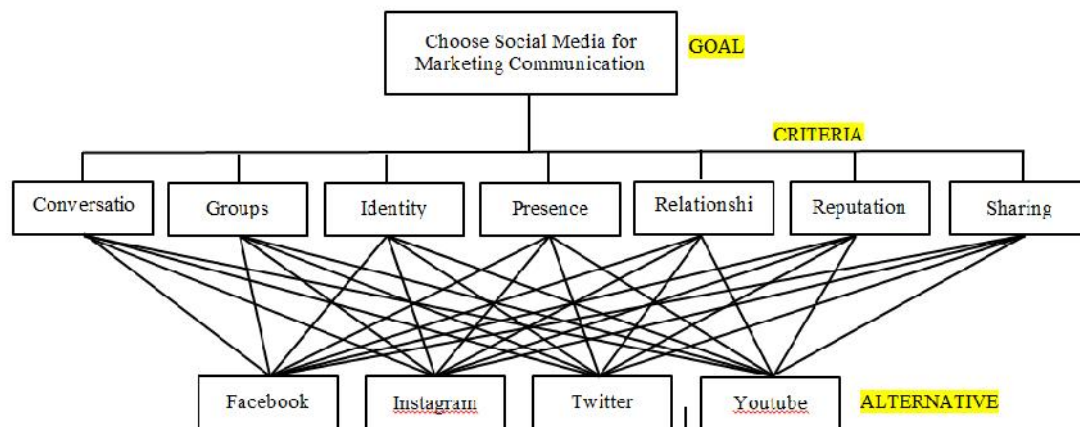 Choose Social Media for
Marketing Communication
GOAL
CRITERIA
Conversatio
Groups
Identity
Presence
Relationshi
Reputation
Sharing
Facebook
Instagram
Twitter
Youtube
ALTERNATIVE